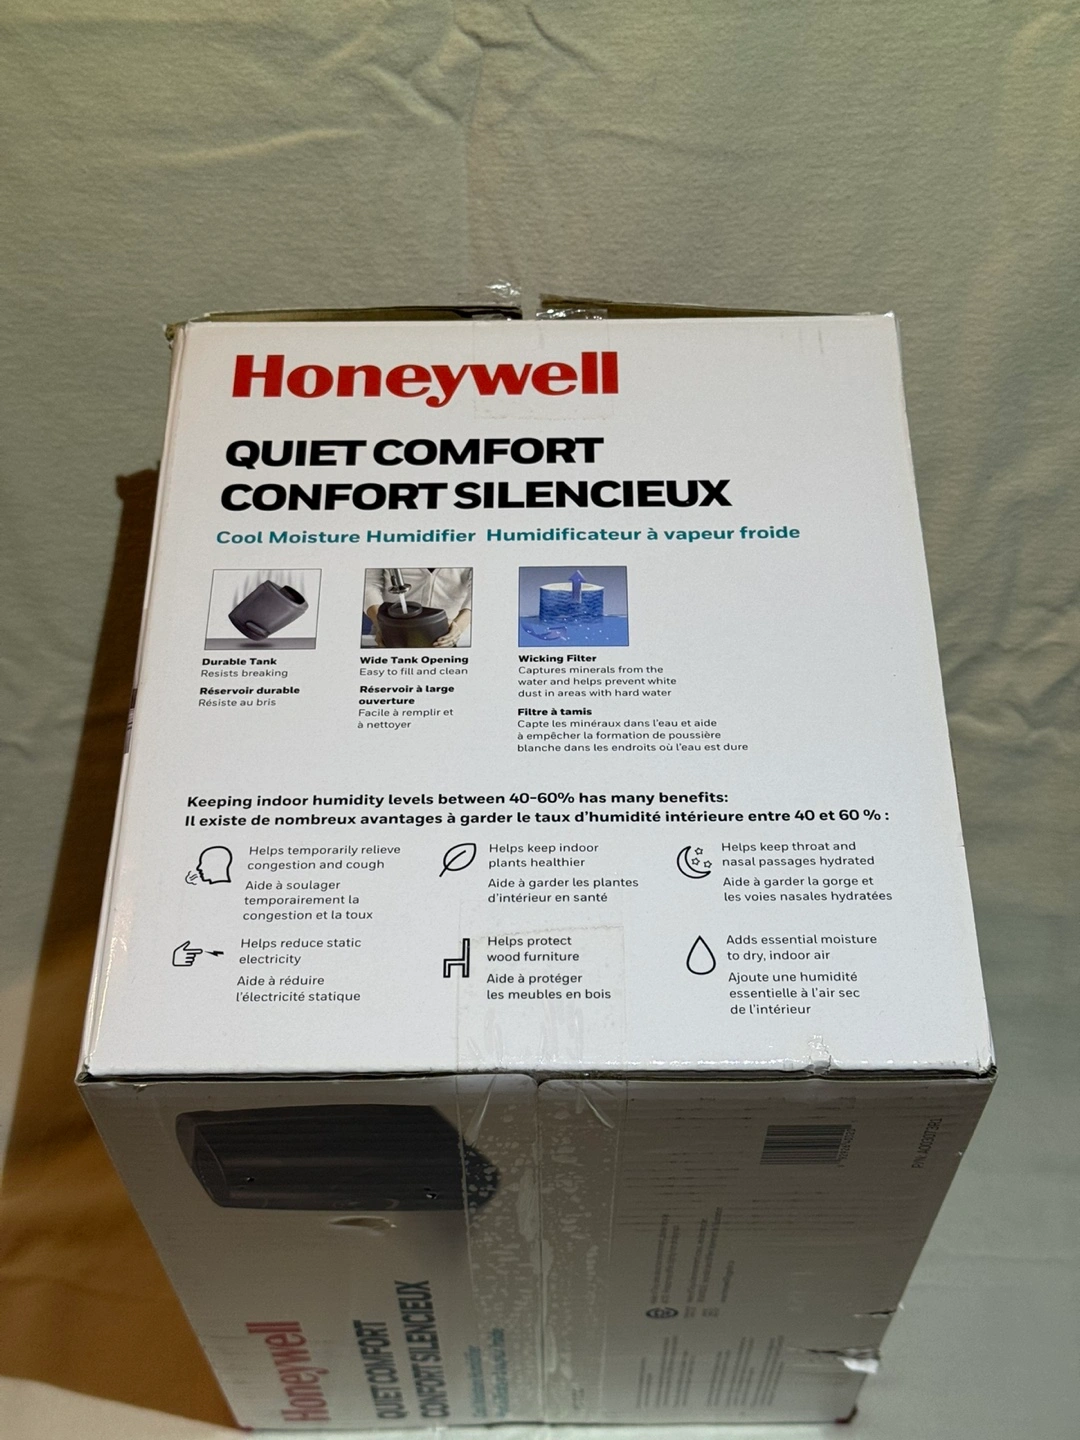 Honeywell
QUIET COMFORT
CONFORT SILENCIEUX
Cool Moisture Humidifier Humidificateur à vapeur froide
Durable Tank
Resists breaking
Réservoir durable
Résiste au bris
Wide Tank Opening
Easy to fill and clean
Réservoir à large
ouverture
Facile à remplir et
à nettoyer
Wicking Filter
Captures minerals from the
water and helps prevent white
dust in areas with hard water
Filtre à tamis
Capte les minéraux dans l'eau et aide
à empêcher la formation de poussière
blanche dans les endroits où l'eau est dure
Keeping indoor humidity levels between 40-60% has many benefits:
Il existe de nombreux avantages à garder le taux d'humidité intérieure entre 40 et 60 % :
Helps temporarily relieve
congestion and cough
Aide à soulager
temporairement la
congestion et la toux
Helps keep indoor
plants healthier
Aide à garder les plantes
d'intérieur en santé
Helps keep throat and
nasal passages hydrated
Aide à garder la gorge et
les voies nasales hydratées
Helps reduce static
electricity
Aide à réduire
l'électricité statique
Helps protect
wood furniture
Aide à protéger
les meubles en bois
Adds essential moisture
to dry, indoor air
Ajoute une humidité
essentielle à l'air sec
de l'intérieur
Honeywell
QUIET COMFORT
CONFORT SILENCIEUX